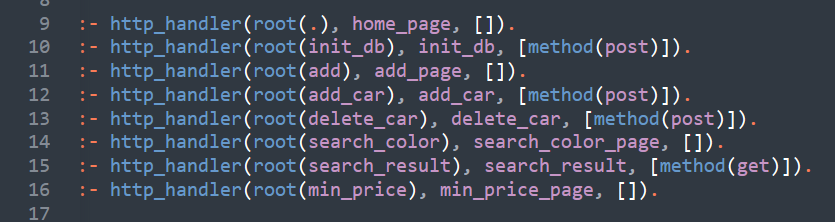 8
9 :- http_handler(root(.), home_page, []).
10 :- http_handler(root(init_db), init_db, [method(post)]).
11 :- http_handler(root(add), add_page, []).
12 :- http_handler(root(add_car), add_car, [method(post)]).
13 :- http_handler(root(delete_car), delete_car, [method(post)]).
14 :- http_handler(root(search_color), search_color_page, []).
15 :- http_handler(root(search_result), search_result, [method(get)]).
16 :- http_handler(root(min_price), min_price_page, []).
17